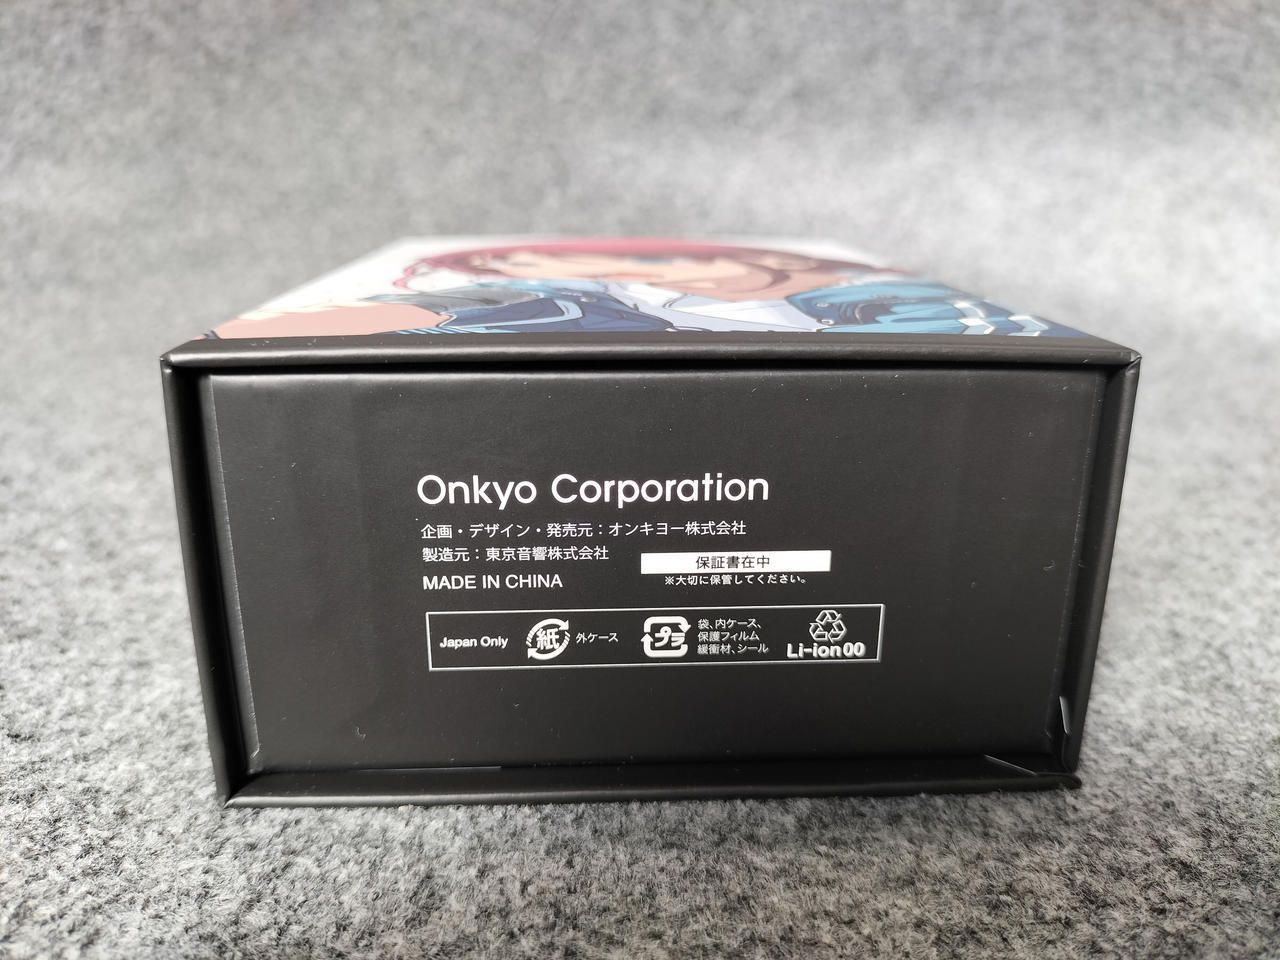 Onkyo Corporation
企画・デザイン・発売元：オンキヨー株式会社
製造元：東京音響株式会社
保証書在中
MADE IN CHINA
※大切に保管してください。
Japan Only
紙
外ケース
プラ
袋、内ケース、
保護フィルム
緩衝材、シール
Li-ion00